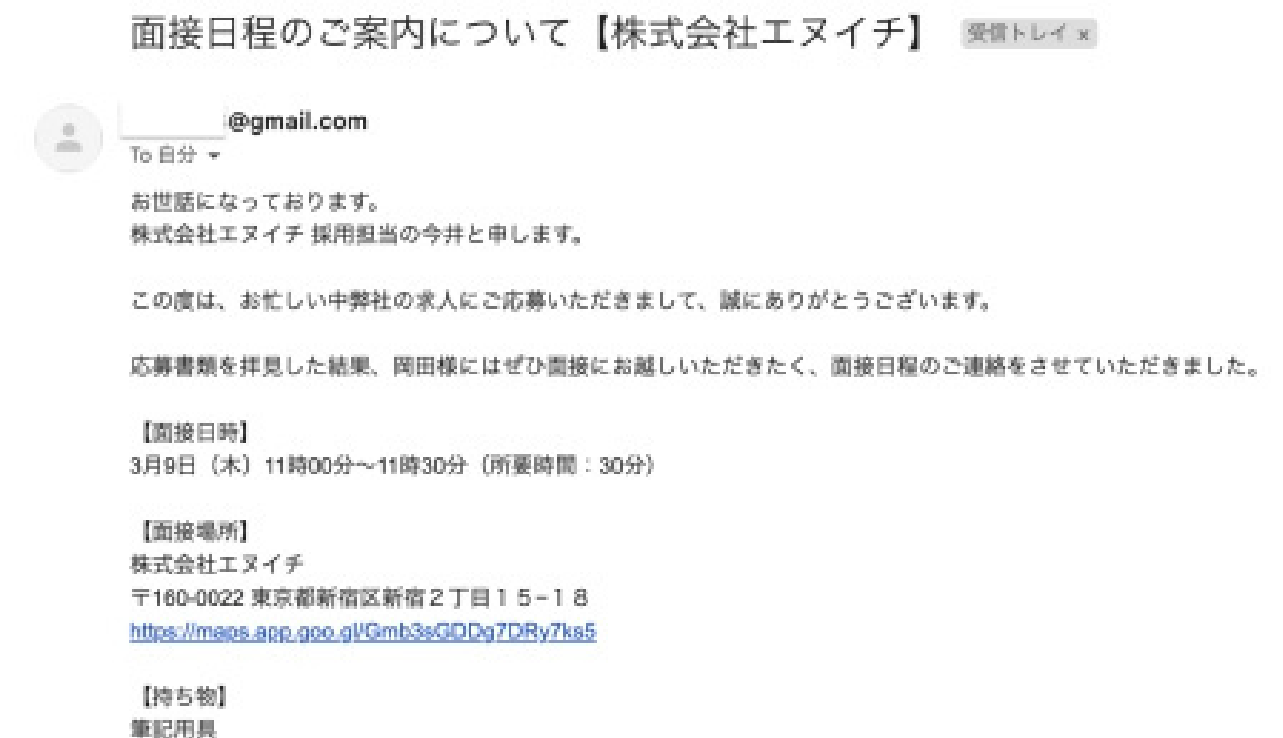 面接日程のご案内について【株式会社エヌイチ】 受信トレイ ×
@gmail.com
To 自分 ▼
お世話になっております。
株式会社エヌイチ 採用担当の今井と申します。
この度は、お忙しい中弊社の求人にご応募いただきまして、誠にありがとうございます。
応募書類を拝見した結果、岡田様にはぜひ面接にお越しいただきたく、面接日程のご連絡をさせていただきました。
【面接日時】
3月9日（木）11時00分〜11時30分（所要時間：30分）
【面接場所】
株式会社エヌイチ
〒160-0022 東京都新宿区新宿２丁目１５−１８
https://maps.app.goo.gl/Gmb3sGDDg7DRy7ks5
【持ち物】
筆記用具